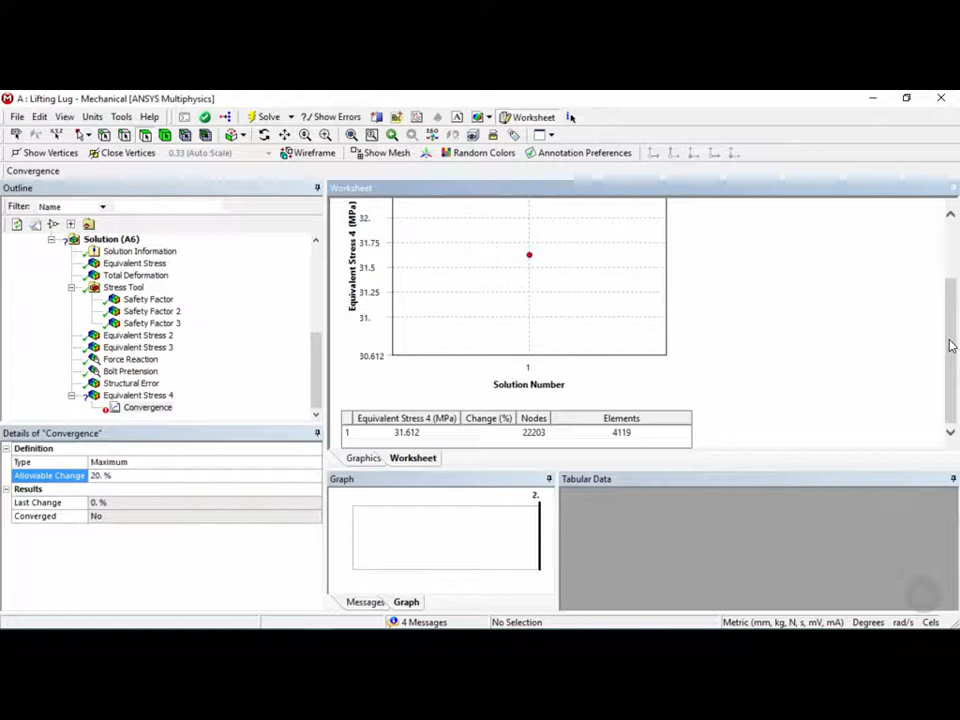 A : Lifting Lug - Mechanical [ANSYS Multiphysics]
File Edit View Units Tools Help Solve ?/ Show Errors Worksheet
Show Vertices Close Vertices 0.33 (Auto Scale) Wireframe Show Mesh Random Colors Annotation Preferences
Convergence
Outline
Filter: Name
Solution (A6)
Solution Information
Equivalent Stress
Total Deformation
Stress Tool
Safety Factor
Safety Factor 2
Safety Factor 3
Equivalent Stress 2
Equivalent Stress 3
Force Reaction
Bolt Pretension
Structural Error
Equivalent Stress 4
Convergence
Details of "Convergence"
Definition
Type Maximum
Allowable Change 20. %
Results
Last Change 0. %
Converged No
Worksheet
Equivalent Stress 4 (MPa)
32.
31.75
31.5
31.25
31.
30.612
1
Solution Number
Equivalent Stress 4 (MPa) Change (%) Nodes Elements
1 31.612 22203 4119
Graphics Worksheet
Graph
2.
Messages Graph
Tabular Data
4 Messages No Selection Metric (mm, kg, N, s, mV, mA) Degrees rad/s Cels